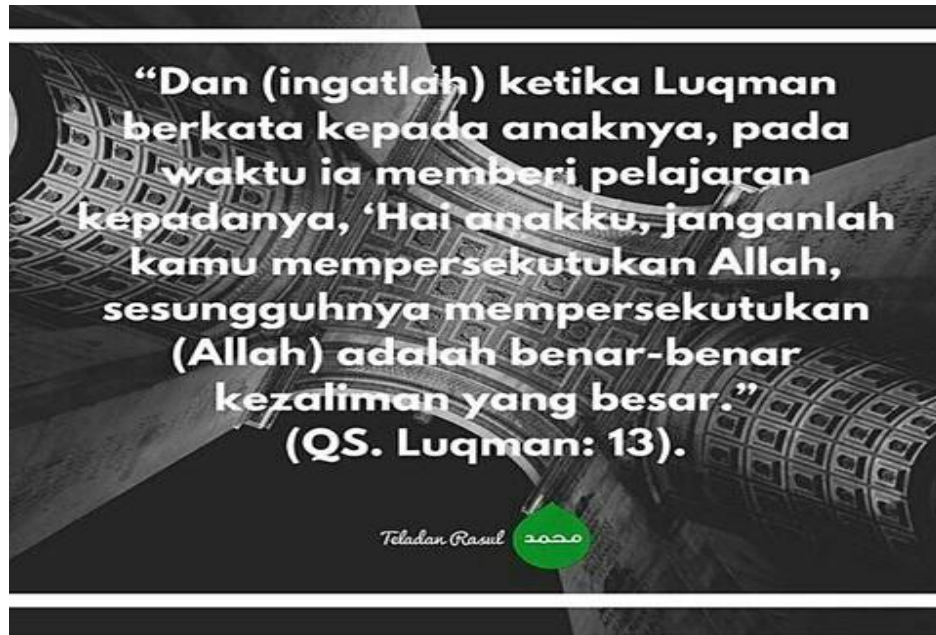 “Dan (ingatlah) ketika Luqman
berkata kepada anaknya, pada
waktu ia memberi pelajaran
kepadanya, ‘Hai anakku, janganlah
kamu mempersekutukan Allah,
sesungguhnya mempersekutukan
(Allah) adalah benar-benar
kezaliman yang besar.”
(QS. Luqman: 13).
Teladan Rasul
محمد